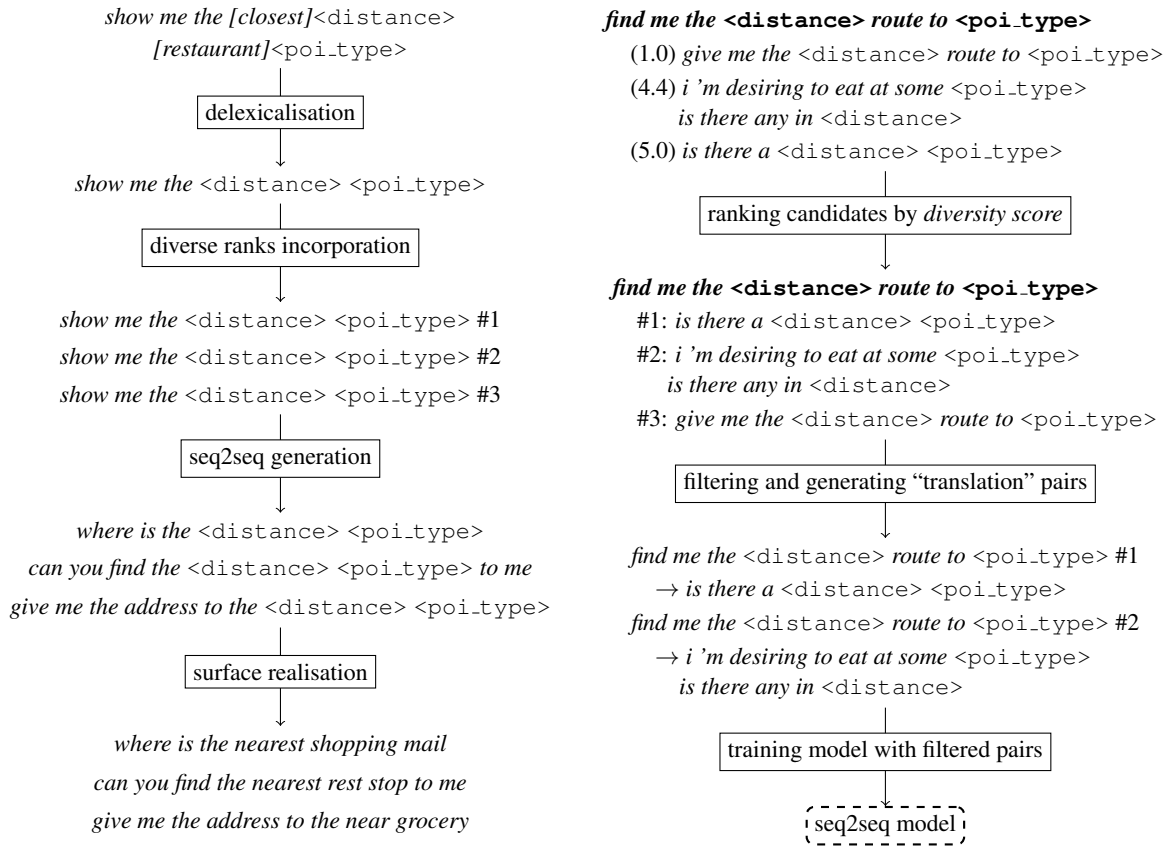 show me the [closest]<distance>
[restaurant]<poi_type>
delexicalisation
show me the <distance> <poi_type>
diverse ranks incorporation
show me the <distance> <poi_type> #1
show me the <distance> <poi_type> #2
show me the <distance> <poi_type> #3
seq2seq generation
where is the <distance> <poi_type>
can you find the <distance> <poi_type> to me
give me the address to the <distance> <poi_type>
surface realisation
where is the nearest shopping mail
can you find the nearest rest stop to me
give me the address to the near grocery
find me the <distance> route to <poi_type>
(1.0) give me the <distance> route to <poi_type>
(4.4) i 'm desiring to eat at some <poi_type>
is there any in <distance>
(5.0) is there a <distance> <poi_type>
ranking candidates by diversity score
find me the <distance> route to <poi_type>
#1: is there a <distance> <poi_type>
#2: i 'm desiring to eat at some <poi_type>
is there any in <distance>
#3: give me the <distance> route to <poi_type>
filtering and generating “translation” pairs
find me the <distance> route to <poi_type> #1
→ is there a <distance> <poi_type>
find me the <distance> route to <poi_type> #2
→ i 'm desiring to eat at some <poi_type>
is there any in <distance>
training model with filtered pairs
seq2seq model